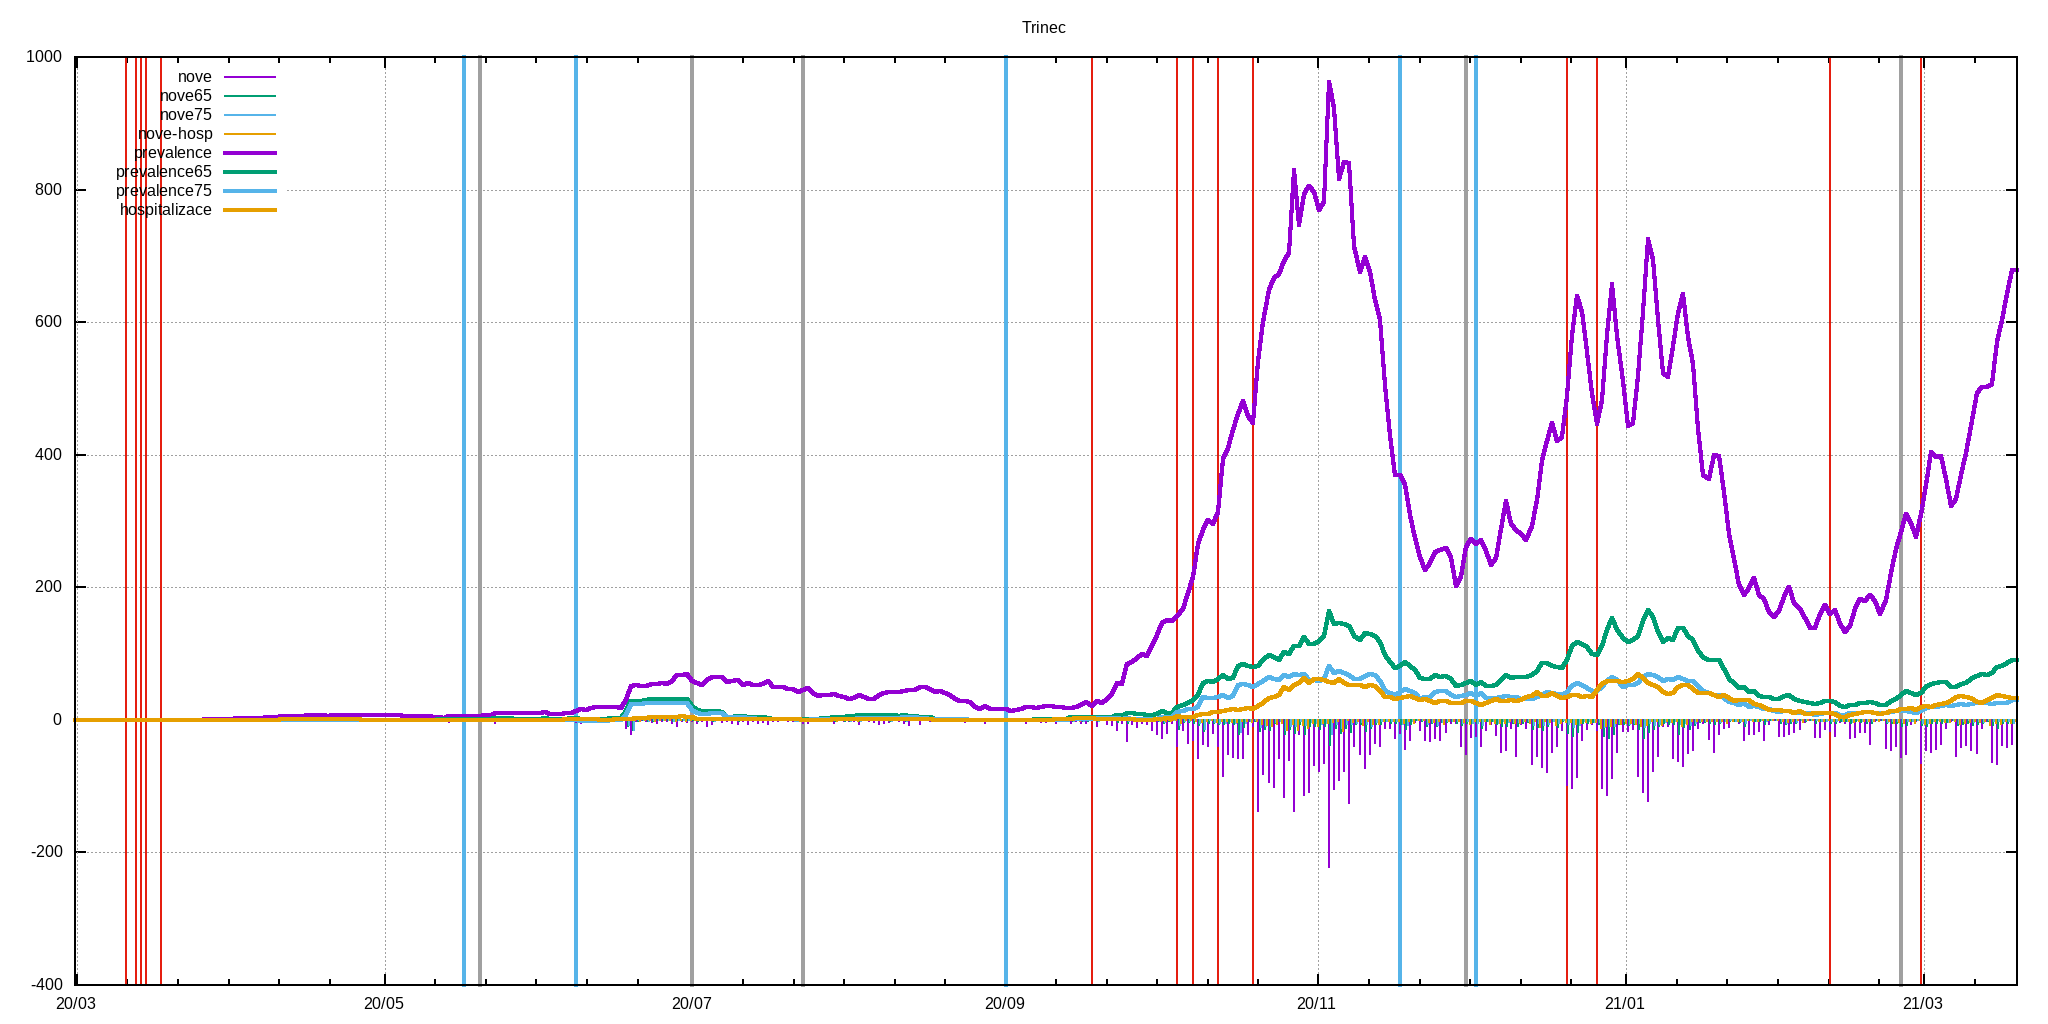 Trinec
1000
800
600
400
200
0
-200
-400
nove
nove65
nove75
nove-hosp
prevalence
prevalence65
prevalence75
hospitalizace
20/03 20/05 20/07 20/09 20/11 21/01 21/03